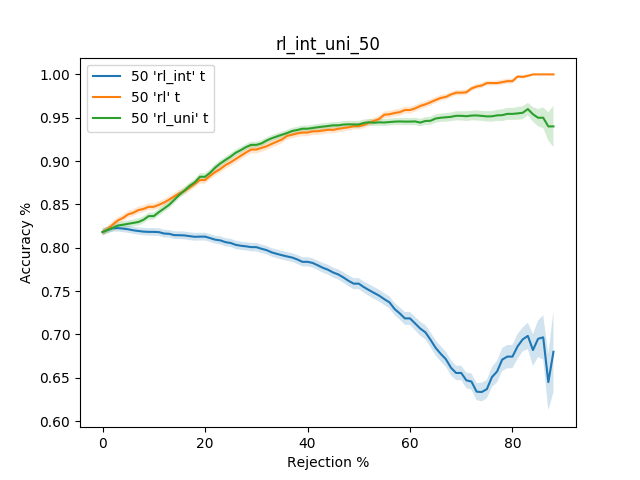 rl_int_uni_50
50 'rl_int' t
50 'rl' t
50 'rl_uni' t
Accuracy %
1.00
0.95
0.90
0.85
0.80
0.75
0.70
0.65
0.60
0 20 40 60 80
Rejection %